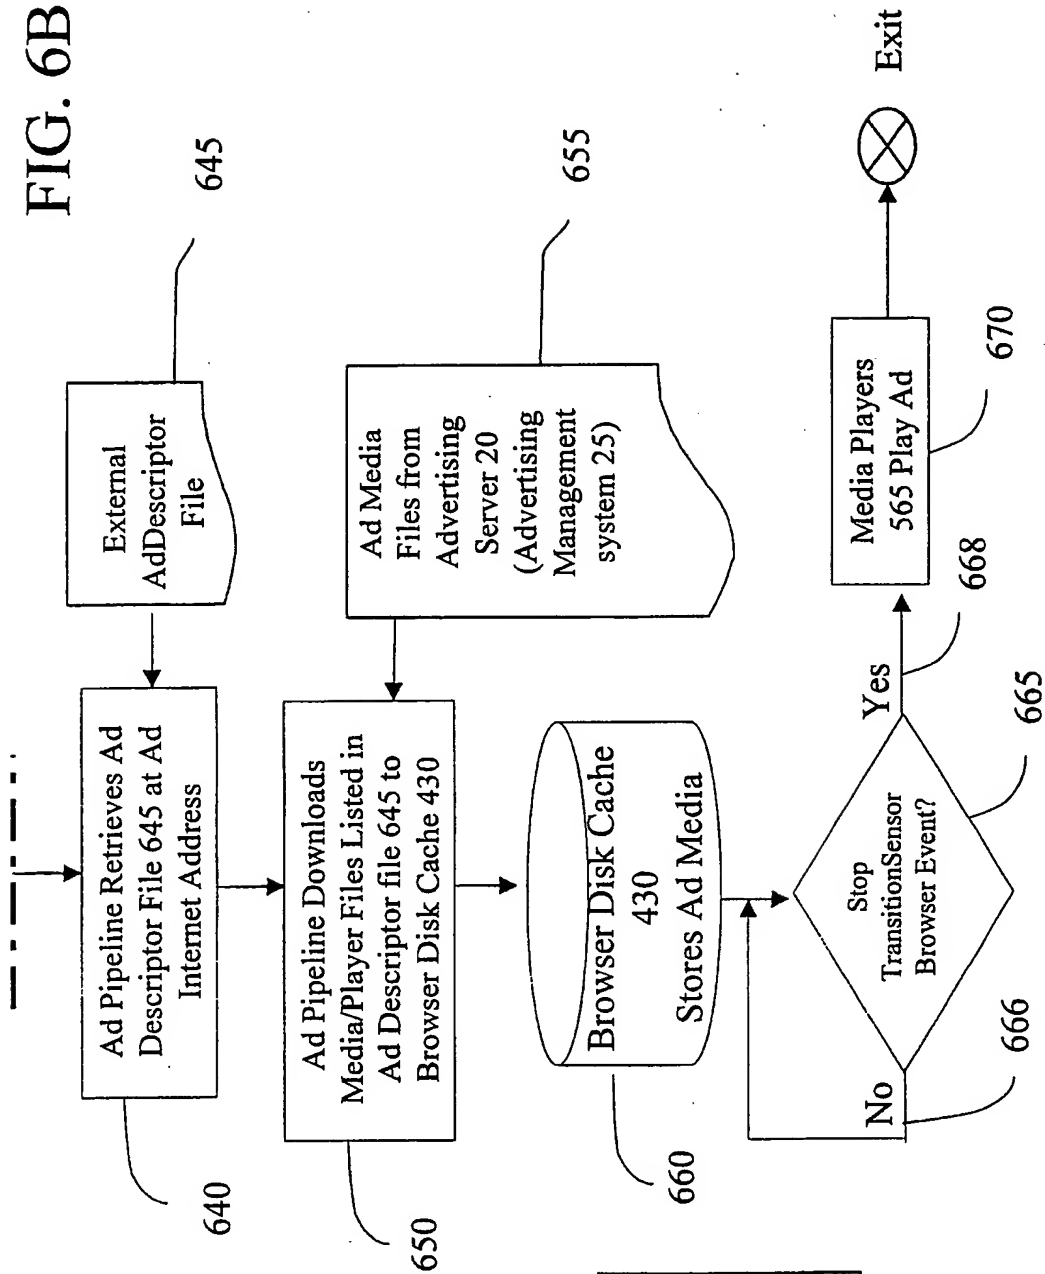 FIG. 6B
External
AdDescriptor
File
645
Ad Pipeline Retrieves Ad
Descriptor File 645 at Ad
Internet Address
640
Ad Media
Files from
Advertising
Server 20
(Advertising
Management
system 25)
655
Ad Pipeline Downloads
Media/Player Files Listed in
Ad Descriptor file 645 to
Browser Disk Cache 430
650
Browser Disk Cache
430
Stores Ad Media
660
Stop
TransitionSensor
Browser Event?
665
No
666
Yes
668
Media Players
565 Play Ad
670
Exit